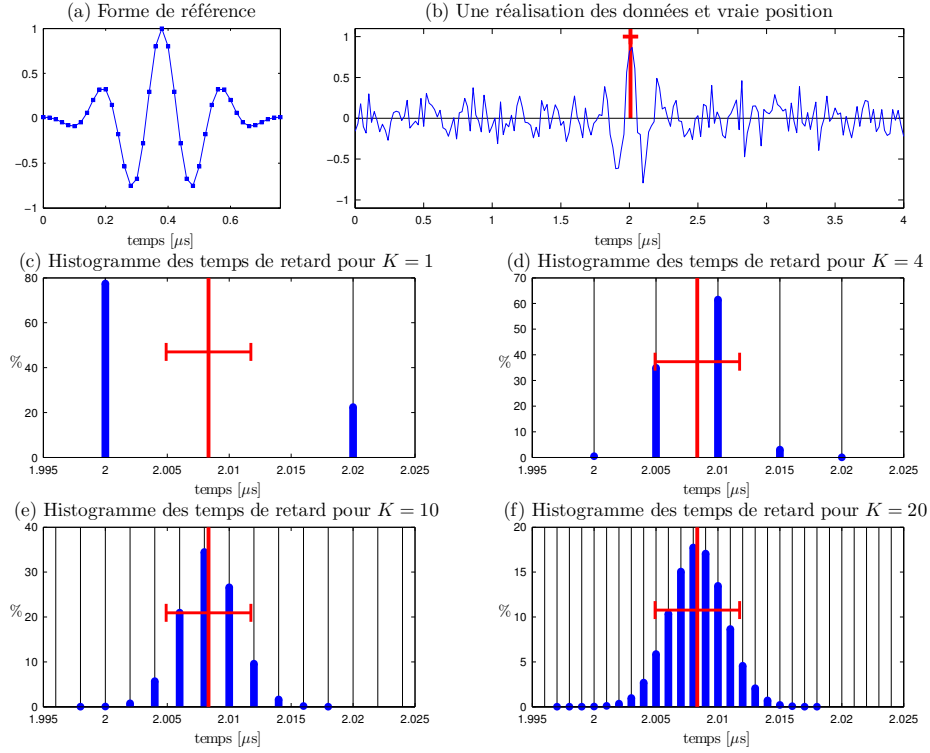 (a) Forme de référence
1
0.5
0
−0.5
−1
0 0.2 0.4 0.6
temps [μs]
(b) Une réalisation des données et vraie position
1
0.5
0
−0.5
−1
0 0.5 1 1.5 2 2.5 3 3.5 4
temps [μs]
(c) Histogramme des temps de retard pour K = 1
80
60
%
40
20
0
1.995 2 2.005 2.01 2.015 2.02 2.025
temps [μs]
(d) Histogramme des temps de retard pour K = 4
70
60
50
40
%
30
20
10
0
1.995 2 2.005 2.01 2.015 2.02 2.025
temps [μs]
(e) Histogramme des temps de retard pour K = 10
40
30
%
20
10
0
1.995 2 2.005 2.01 2.015 2.02 2.025
temps [μs]
(f) Histogramme des temps de retard pour K = 20
20
15
%
10
5
0
1.995 2 2.005 2.01 2.015 2.02 2.025
temps [μs]